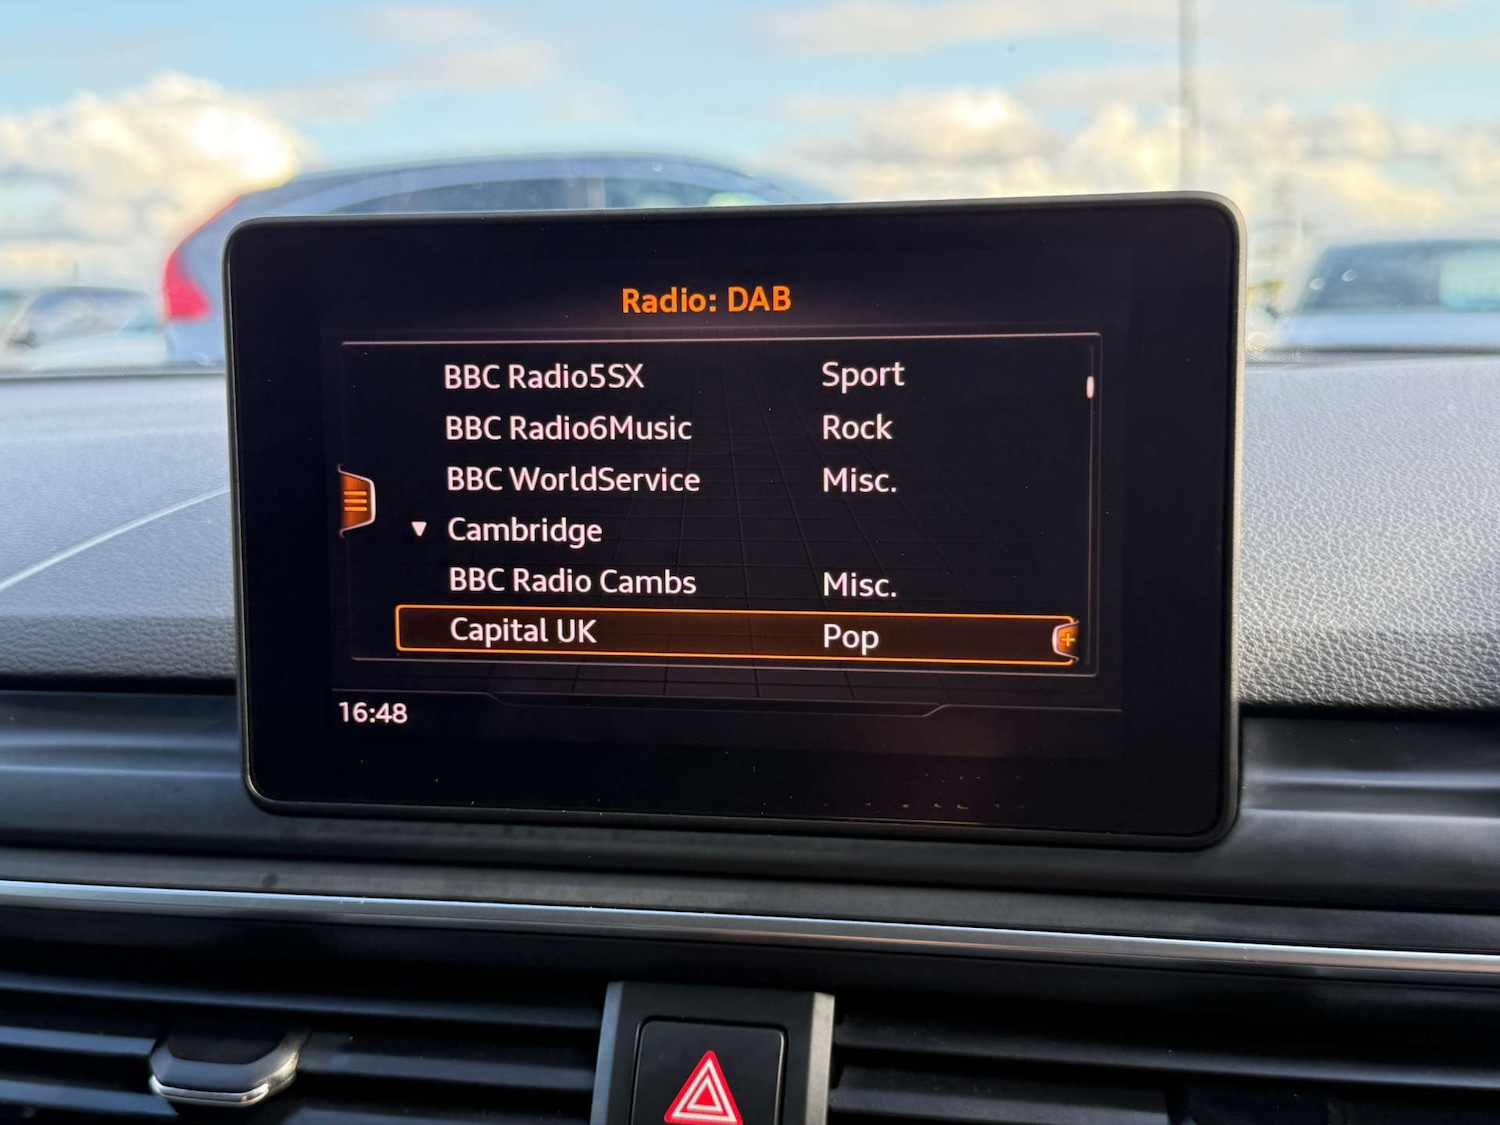 Radio: DAB
BBC Radio5SX Sport
BBC Radio6Music Rock
BBC WorldService Misc.
Cambridge
BBC Radio Cambs Misc.
Capital UK Pop
16:48